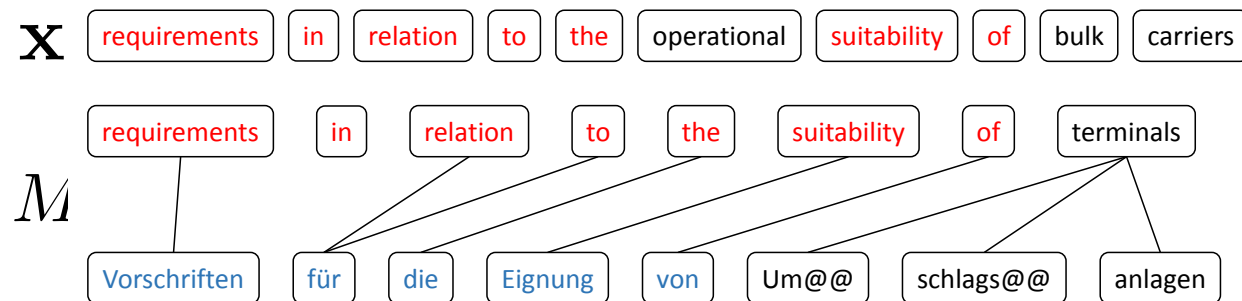 x requirements in relation to the operational suitability of bulk carriers
requirements in relation to the suitability of terminals
M
Vorschriften für die Eignung von Um@@ schlags@@ anlagen